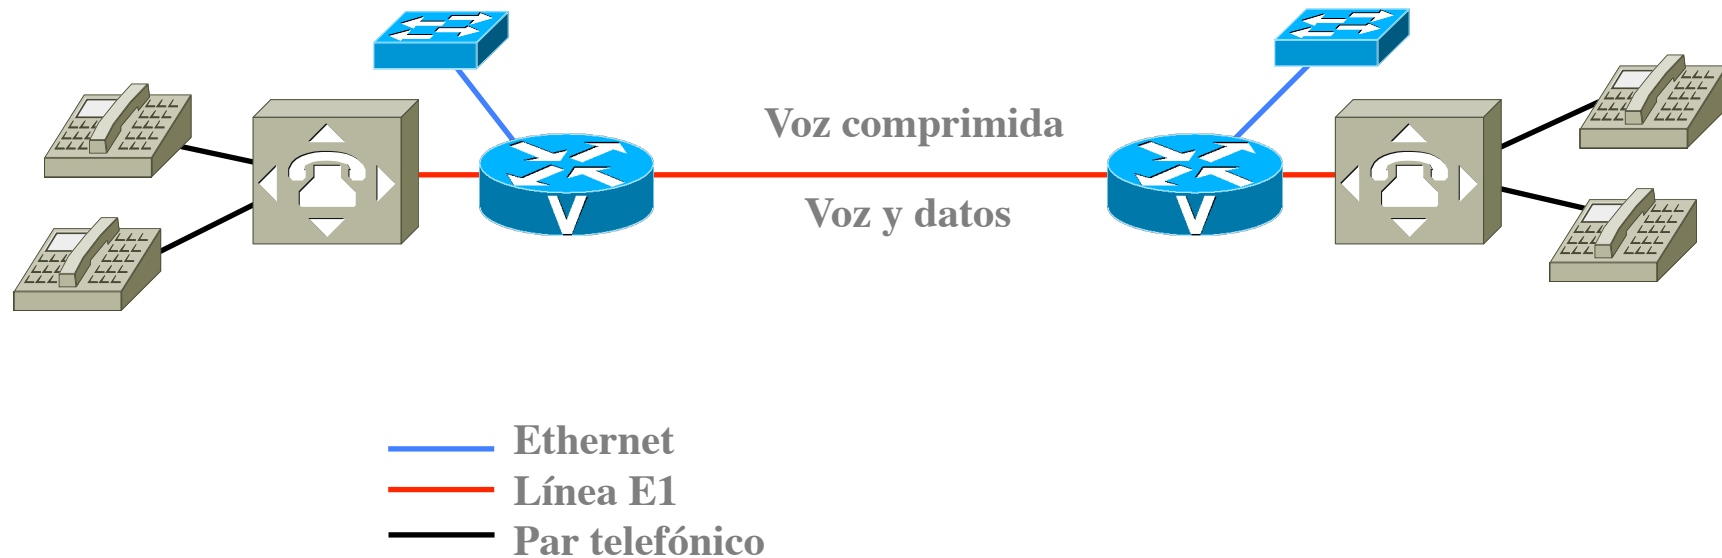 Voz comprimida
Voz y datos
V
V
Ethernet
Línea E1
Par telefónico